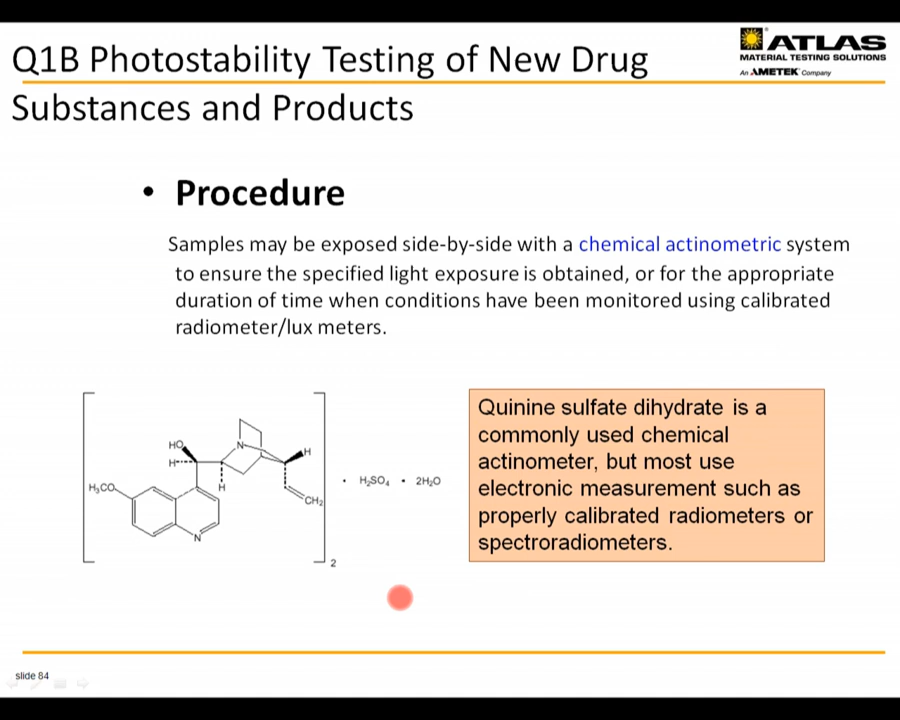 Q1B Photostability Testing of New Drug
Substances and Products
ATLAS
MATERIAL TESTING SOLUTIONS
An AMETEK Company
• Procedure
Samples may be exposed side-by-side with a chemical actinometric system
to ensure the specified light exposure is obtained, or for the appropriate
duration of time when conditions have been monitored using calibrated
radiometer/lux meters.
HO
N
H
H
H
H₃CO
CH₂
N
2
• H₂SO₄ • 2H₂O
Quinine sulfate dihydrate is a
commonly used chemical
actinometer, but most use
electronic measurement such as
properly calibrated radiometers or
spectroradiometers.
slide 84